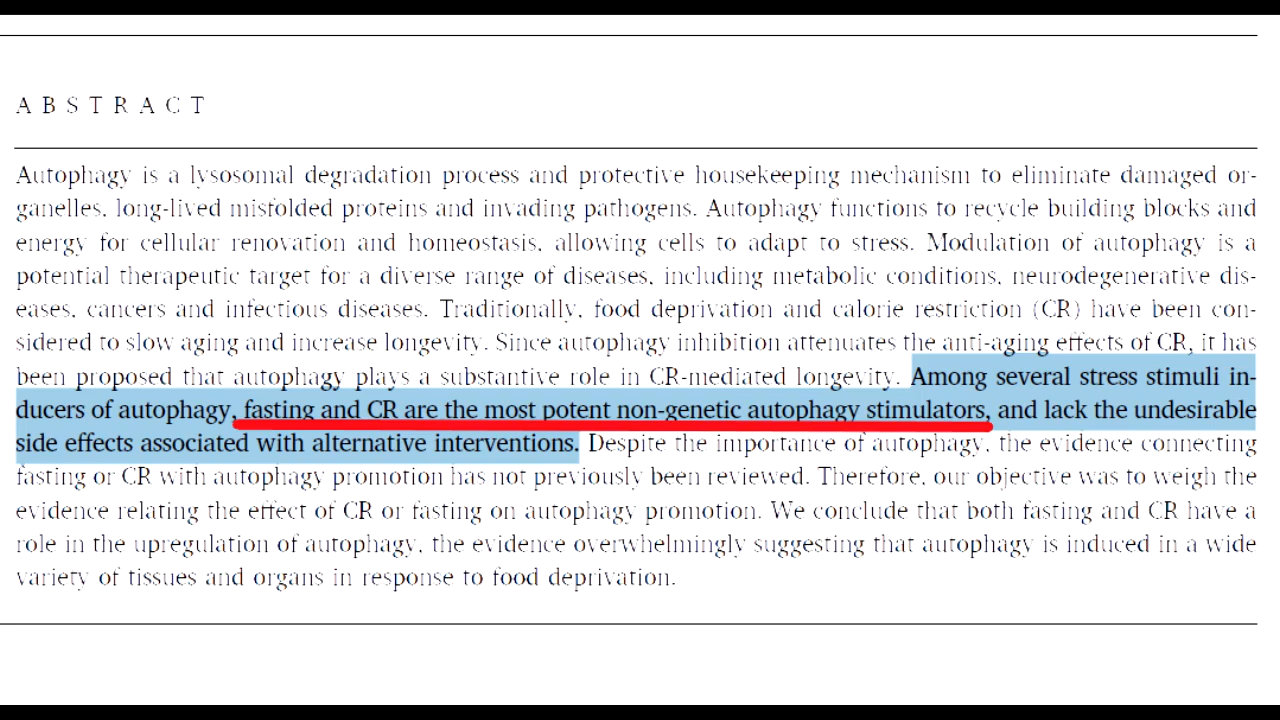 ABSTRACT
Autophagy is a lysosomal degradation process and protective housekeeping mechanism to eliminate damaged or-
ganelles, long-lived misfolded proteins and invading pathogens. Autophagy functions to recycle building blocks and
energy for cellular renovation and homeostasis, allowing cells to adapt to stress. Modulation of autophagy is a
potential therapeutic target for a diverse range of diseases, including metabolic conditions, neurodegenerative dis-
eases, cancers and infectious diseases. Traditionally, food deprivation and calorie restriction (CR) have been con-
sidered to slow aging and increase longevity. Since autophagy inhibition attenuates the anti-aging effects of CR, it has
been proposed that autophagy plays a substantive role in CR-mediated longevity. Among several stress stimuli in-
ducers of autophagy, fasting and CR are the most potent non-genetic autophagy stimulators, and lack the undesirable
side effects associated with alternative interventions. Despite the importance of autophagy, the evidence connecting
fasting or CR with autophagy promotion has not previously been reviewed. Therefore, our objective was to weigh the
evidence relating the effect of CR or fasting on autophagy promotion. We conclude that both fasting and CR have a
role in the upregulation of autophagy, the evidence overwhelmingly suggesting that autophagy is induced in a wide
variety of tissues and organs in response to food deprivation.